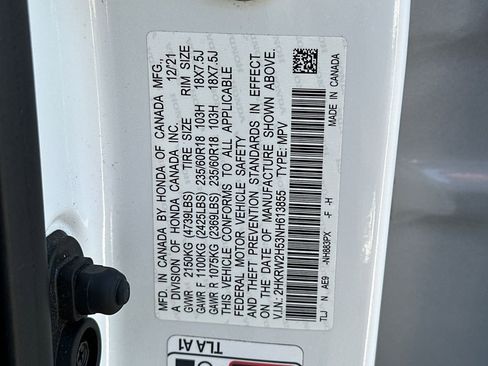 MFD. IN CANADA BY HONDA OF CANADA MFG.,
A DIVISION OF HONDA CANADA INC. 12/21
GVWR 2150KG (4739LBS) TIRE SIZE RIM SIZE
GAWR F 1100KG (2425LBS) 235/60R18 103H 18X7.5J
GAWR R 1075KG (2369LBS) 235/60R18 103H 18X7.5J
THIS VEHICLE CONFORMS TO ALL APPLICABLE
FEDERAL MOTOR VEHICLE SAFETY
AND THEFT PREVENTION STANDARDS IN EFFECT
ON THE DATE OF MANUFACTURE SHOWN ABOVE.
V.I.N.: 2HKRW2H53NH613855 TYPE: MPV
TLJ N AE9 -NH883PX -F -H
MADE IN CANADA
TLA A1